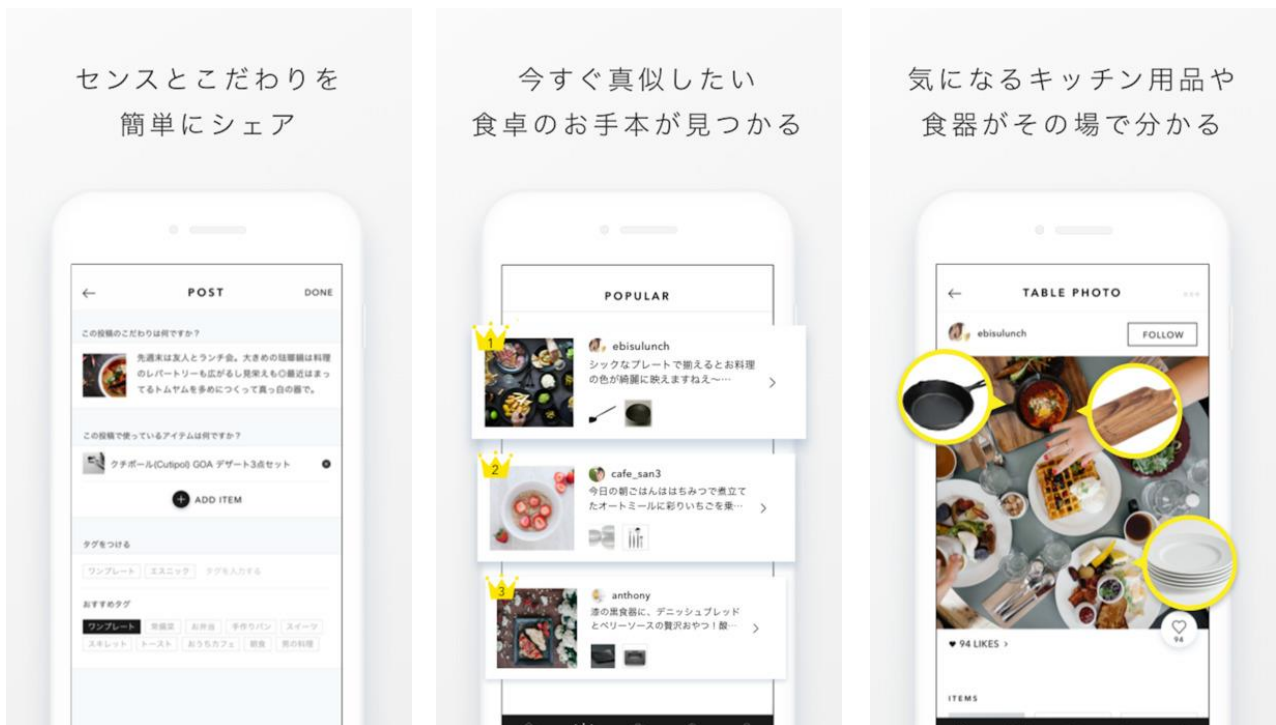 センスとこだわりを
簡単にシェア
POST
DONE
この投稿のこだわりは何ですか？
先週末は友人とランチ会。大きめの琺瑯鍋は料理
のレパートリーも広がるし見栄えも◎最近はまっ
てるトムヤムを多めにつくって真っ白の器で。
この投稿で使っているアイテムは何ですか？
クチポール(Cutipol) GOA デザート3点セット
ADD ITEM
タグをつける
ワンプレート エスニック タグを入力する
おすすめタグ
ワンプレート 常備菜 お弁当 手作りパン スイーツ
スキレット トースト おうちカフェ 朝食 男の料理
今すぐ真似したい
食卓のお手本が見つかる
POPULAR
1
ebisulunch
シックなプレートで揃えるとお料理
の色が綺麗に映えますねえ〜…
2
cafe_san3
今日の朝ごはんははちみつで煮立て
たオートミールに彩りいちごを乗…
3
anthony
漆の黒食器に、デニッシュブレッド
とベリーソースの贅沢おやつ！酸…
気になるキッチン用品や
食器がその場で分かる
TABLE PHOTO
ebisulunch
FOLLOW
94 LIKES
94
ITEMS